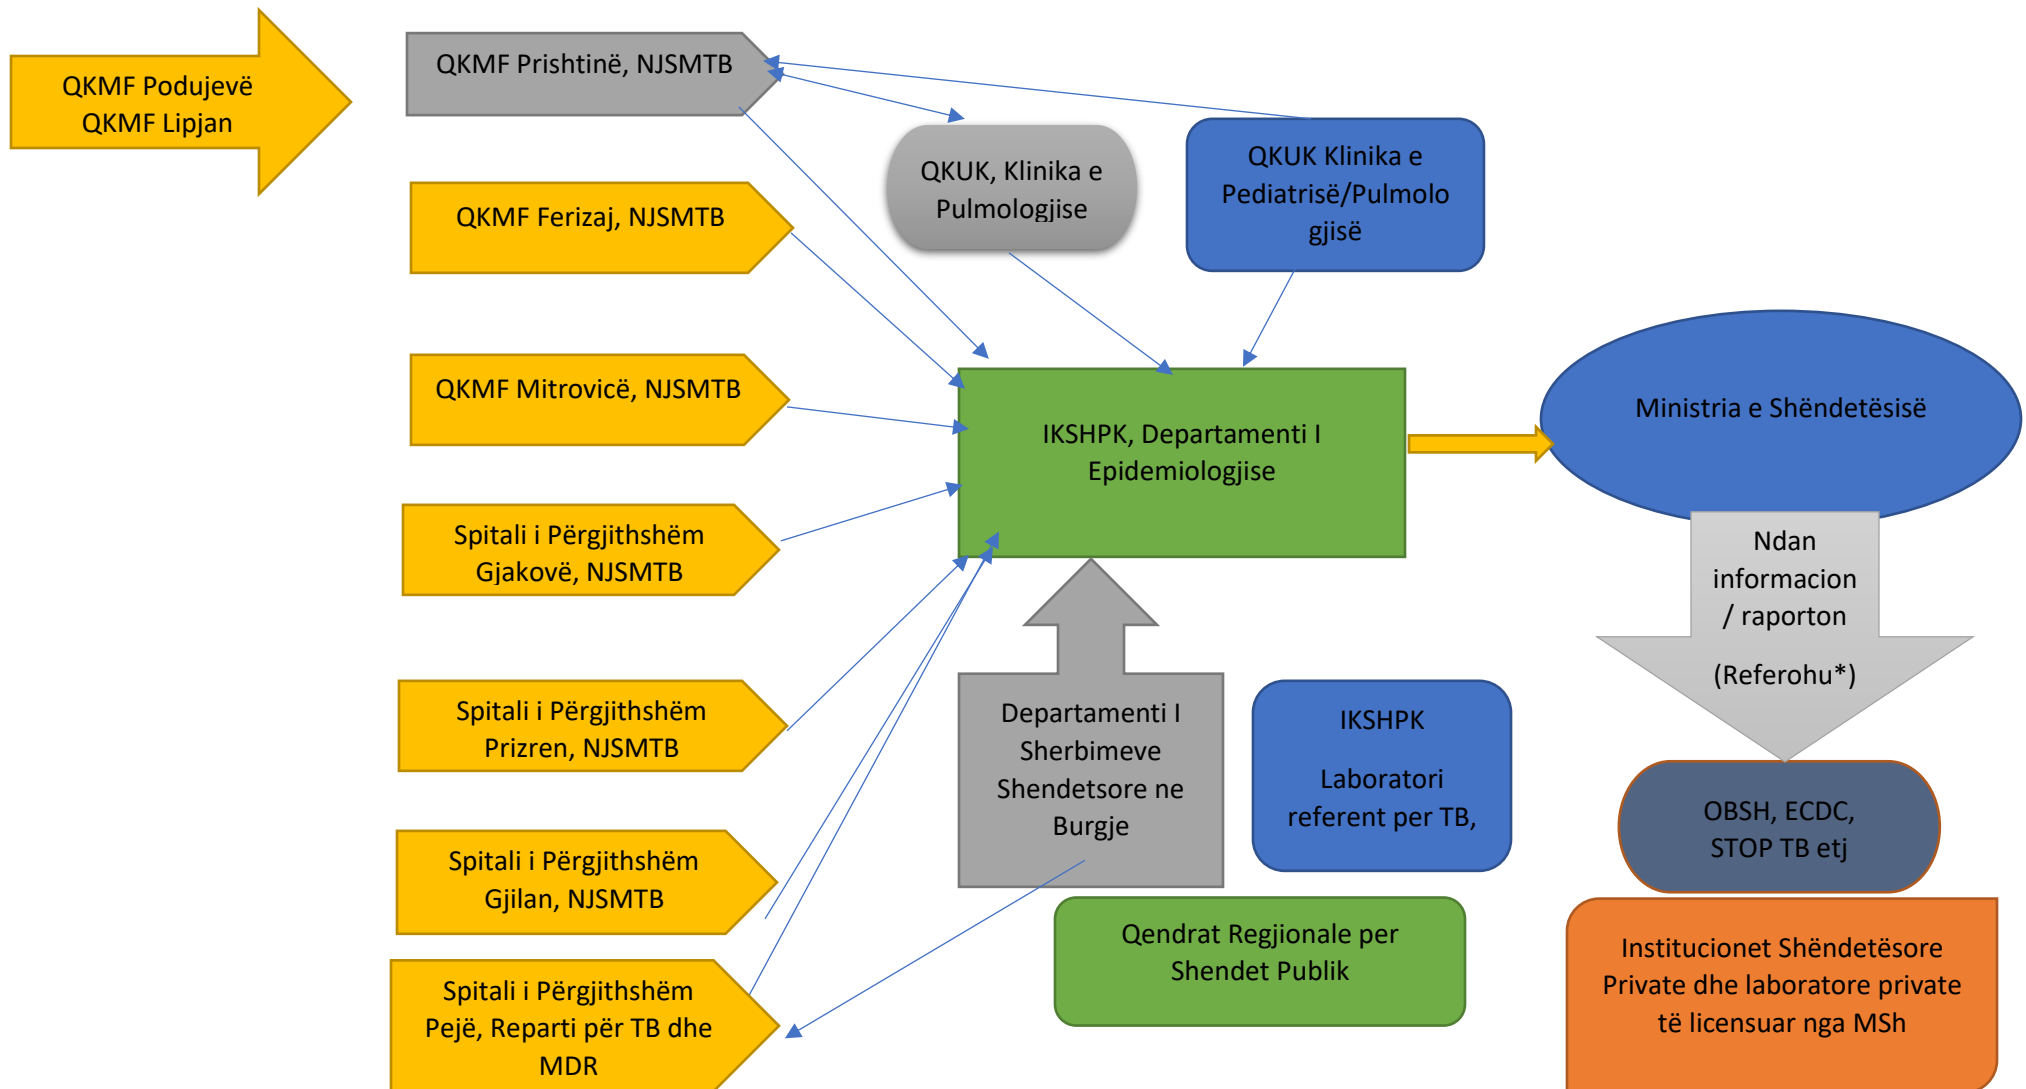 QKMF Podujevë
QKMF Lipjan
QKMF Prishtinë, NJSMTB
QKUK, Klinika e
Pulmologjise
QKUK Klinika e
Pediatrisë/Pulmolo
gjisë
QKMF Ferizaj, NJSMTB
QKMF Mitrovicë, NJSMTB
IKSHPK, Departamenti I
Epidemiologjise
Ministria e Shëndetësisë
Spitali i Përgjithshëm
Gjakovë, NJSMTB
Ndan
informacion
/ raporton
(Referohu*)
Spitali i Përgjithshëm
Prizren, NJSMTB
Departamenti I
Sherbimeve
Shendetsore ne
Burgje
IKSHPK
Laboratori
referent per TB,
OBSH, ECDC,
STOP TB etj
Spitali i Përgjithshëm
Gjilan, NJSMTB
Qendrat Regjionale per
Shendet Publik
Institucionet Shëndetësore
Private dhe laboratore private
të licensuar nga MSh
Spitali i Përgjithshëm
Pejë, Reparti për TB dhe
MDR